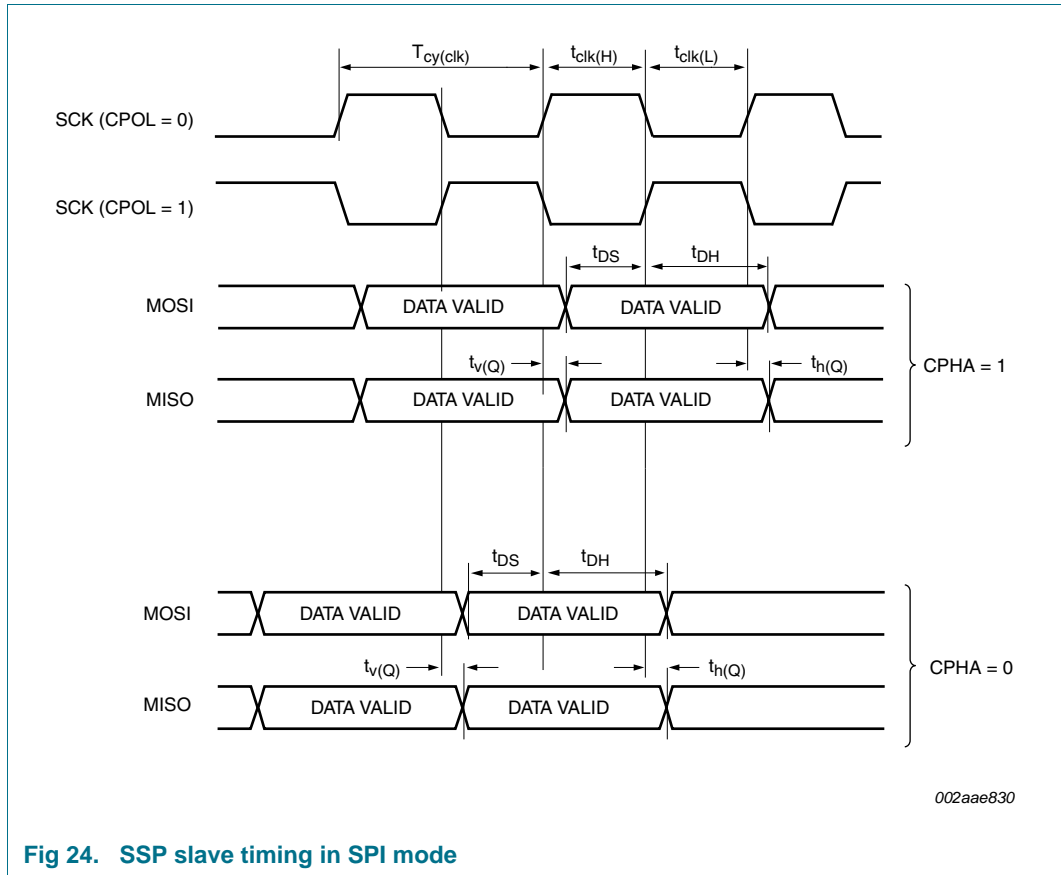 Tcy(clk) tclk(H) tclk(L)
SCK (CPOL = 0)
SCK (CPOL = 1)
tDS tDH
MOSI DATA VALID DATA VALID
tv(Q) th(Q)
CPHA = 1
MISO DATA VALID DATA VALID
tDS tDH
MOSI DATA VALID DATA VALID
tv(Q) th(Q)
CPHA = 0
MISO DATA VALID DATA VALID
002aae830
Fig 24. SSP slave timing in SPI mode